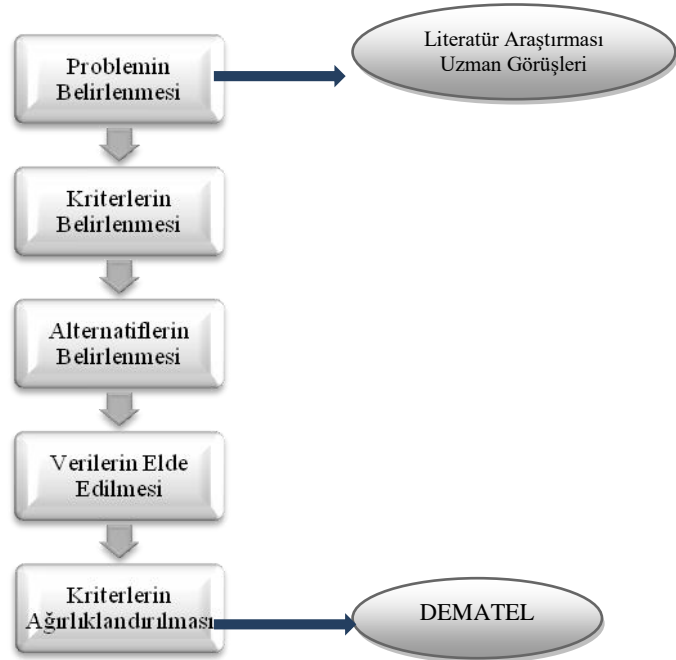 Problemin
Belirlenmesi
Literatür Araştırması
Uzman Görüşleri
Kriterlerin
Belirlenmesi
Alternatiflerin
Belirlenmesi
Verilerin Elde
Edilmesi
Kriterlerin
Ağırlıklandırılması
DEMATEL